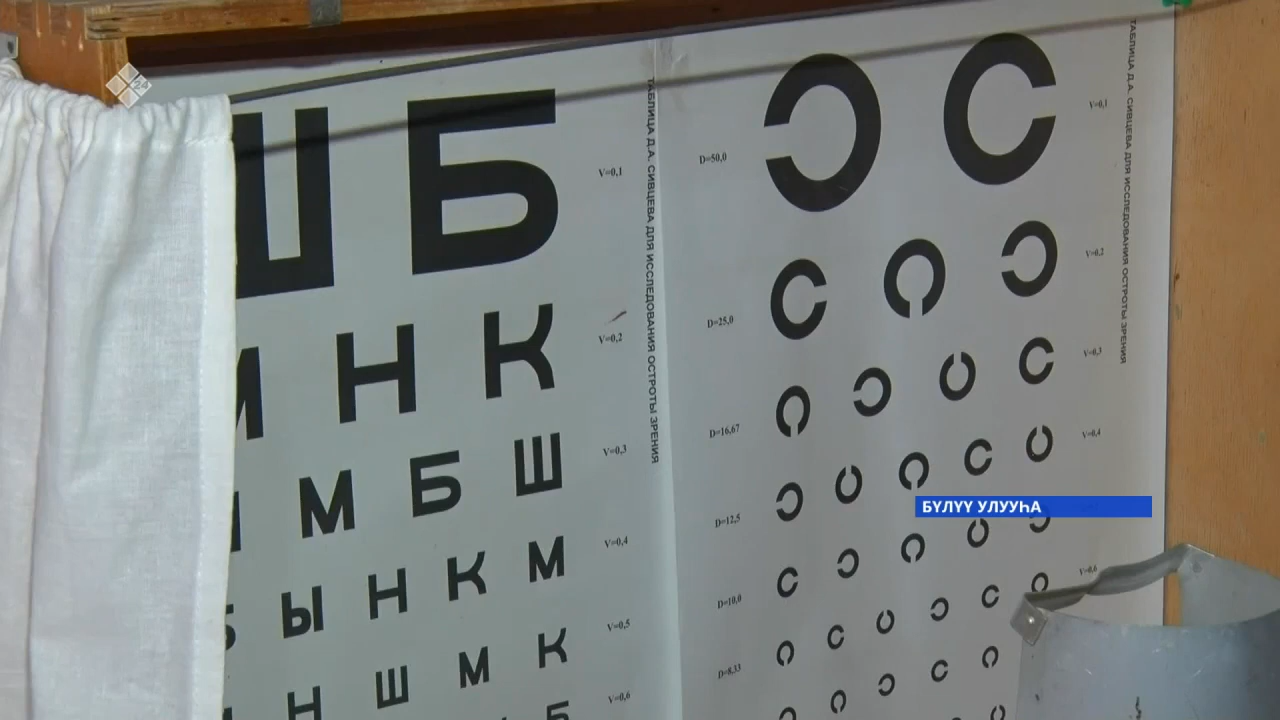 Ш Б
V=0,1
Н К
V=0,2
М Б Ш
V=0,3
Ы Н К М
V=0,4
Н Ш М К
V=0,5
Б
V=0,6
ТАБЛИЦА Д.А. СИВЦЕВА ДЛЯ ИССЛЕДОВАНИЯ ОСТРОТЫ ЗРЕНИЯ
D=50,0
V=0,1
D=25,0
V=0,2
D=16,67
V=0,3
D=12,5
V=0,4
D=10,0
D=8,33
V=0,6
ТАБЛИЦА Д.А. СИВЦЕВА ДЛЯ ИССЛЕДОВАНИЯ ОСТРОТЫ ЗРЕНИЯ
БҮЛҮҮ УЛУУҺА